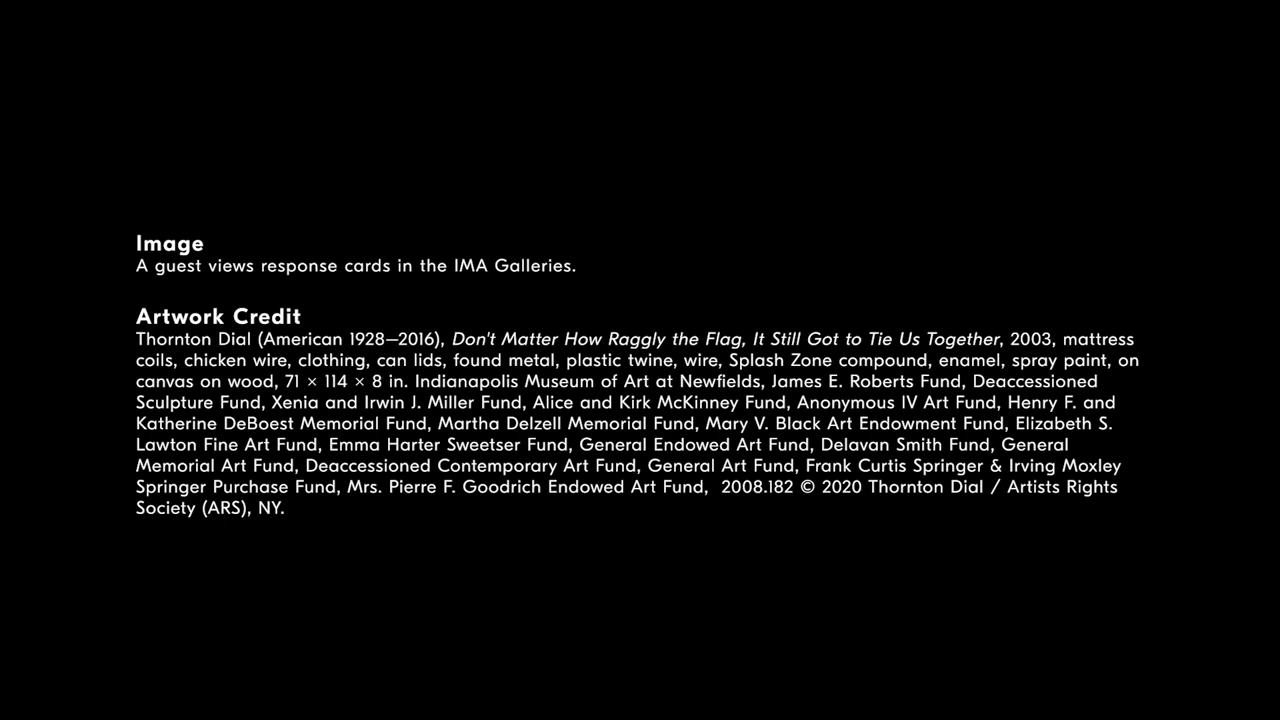 Image
A guest views response cards in the IMA Galleries.
Artwork Credit
Thornton Dial (American 1928–2016), Don't Matter How Raggly the Flag, It Still Got to Tie Us Together, 2003, mattress
coils, chicken wire, clothing, can lids, found metal, plastic twine, wire, Splash Zone compound, enamel, spray paint, on
canvas on wood, 71 × 114 × 8 in. Indianapolis Museum of Art at Newfields, James E. Roberts Fund, Deaccessioned
Sculpture Fund, Xenia and Irwin J. Miller Fund, Alice and Kirk McKinney Fund, Anonymous IV Art Fund, Henry F. and
Katherine DeBoest Memorial Fund, Martha Delzell Memorial Fund, Mary V. Black Art Endowment Fund, Elizabeth S.
Lawton Fine Art Fund, Emma Harter Sweetser Fund, General Endowed Art Fund, Delavan Smith Fund, General
Memorial Art Fund, Deaccessioned Contemporary Art Fund, General Art Fund, Frank Curtis Springer & Irving Moxley
Springer Purchase Fund, Mrs. Pierre F. Goodrich Endowed Art Fund,  2008.182 © 2020 Thornton Dial / Artists Rights
Society (ARS), NY.